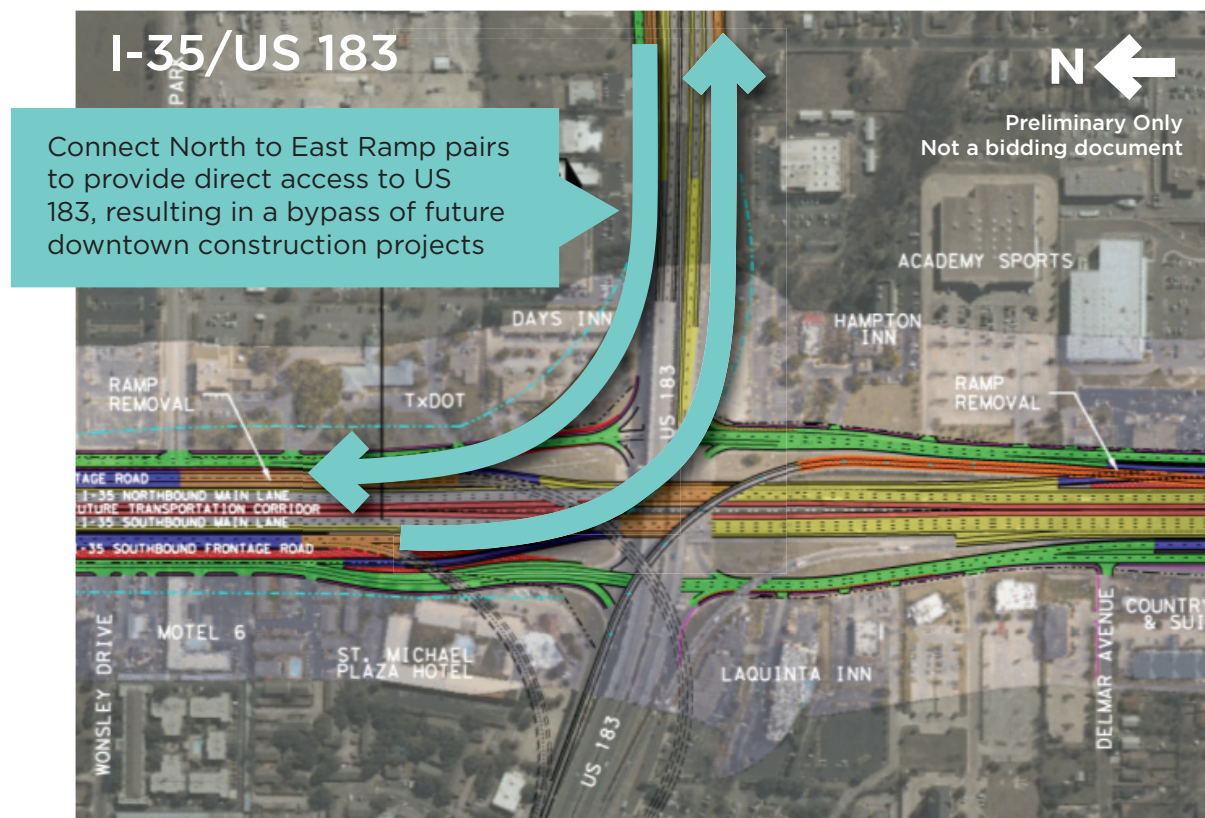 I-35/US 183
PARK
N
Preliminary Only
Not a bidding document
Connect North to East Ramp pairs
to provide direct access to US
183, resulting in a bypass of future
downtown construction projects
ACADEMY SPORTS
DAYS INN
HAMPTON
INN
RAMP
REMOVAL
TxDOT
US 183
RAMP
REMOVAL
TAGE ROAD
I-35 NORTHBOUND MAIN LANE
UTURE TRANSPORTATION CORRIDOR
I-35 SOUTHBOUND MAIN LANE
-35 SOUTHBOUND FRONTAGE ROAD
MOTEL 6
ST. MICHAEL
PLAZA HOTEL
LAQUINTA INN
COUNTRY
& SUI
WONSLEY DRIVE
US 183
DELMAR AVENUE